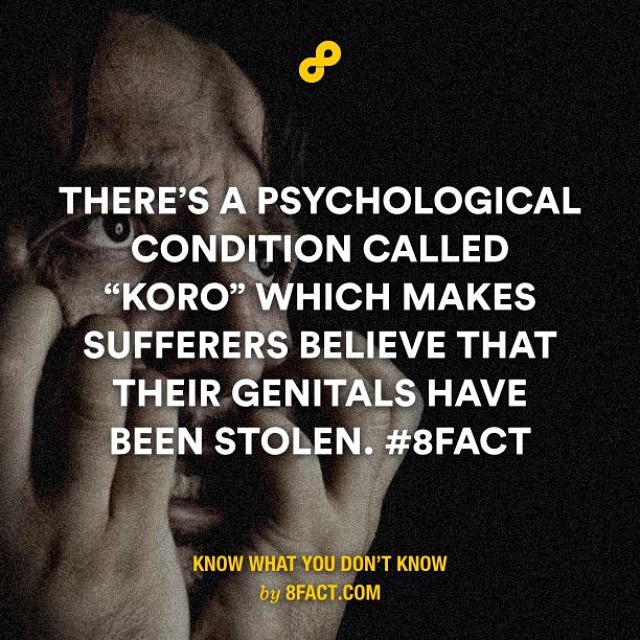 THERE'S A PSYCHOLOGICAL
CONDITION CALLED
“KORO” WHICH MAKES
SUFFERERS BELIEVE THAT
THEIR GENITALS HAVE
BEEN STOLEN. #8FACT
KNOW WHAT YOU DON'T KNOW
by 8FACT.COM